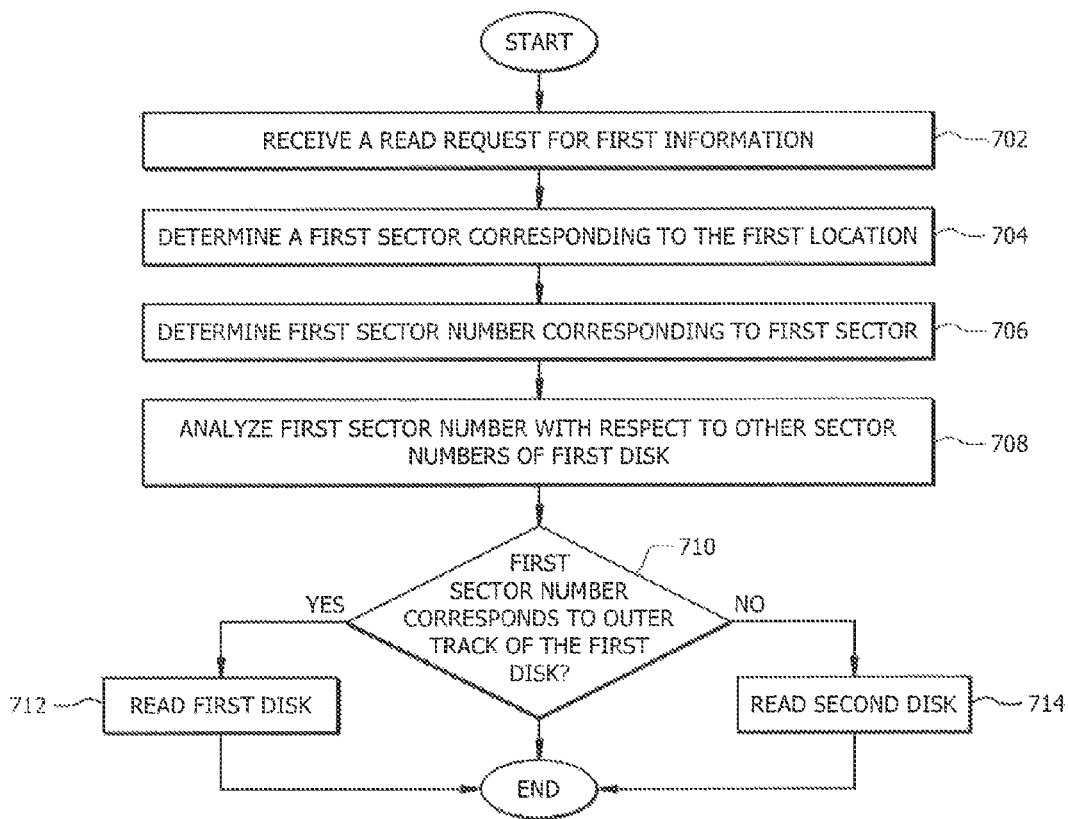 START
RECEIVE A READ REQUEST FOR FIRST INFORMATION
702
DETERMINE A FIRST SECTOR CORRESPONDING TO THE FIRST LOCATION
704
DETERMINE FIRST SECTOR NUMBER CORRESPONDING TO FIRST SECTOR
706
ANALYZE FIRST SECTOR NUMBER WITH RESPECT TO OTHER SECTOR
NUMBERS OF FIRST DISK
708
710
FIRST
SECTOR NUMBER
CORRESPONDS TO OUTER
TRACK OF THE FIRST
DISK?
YES
NO
712
READ FIRST DISK
READ SECOND DISK
714
END